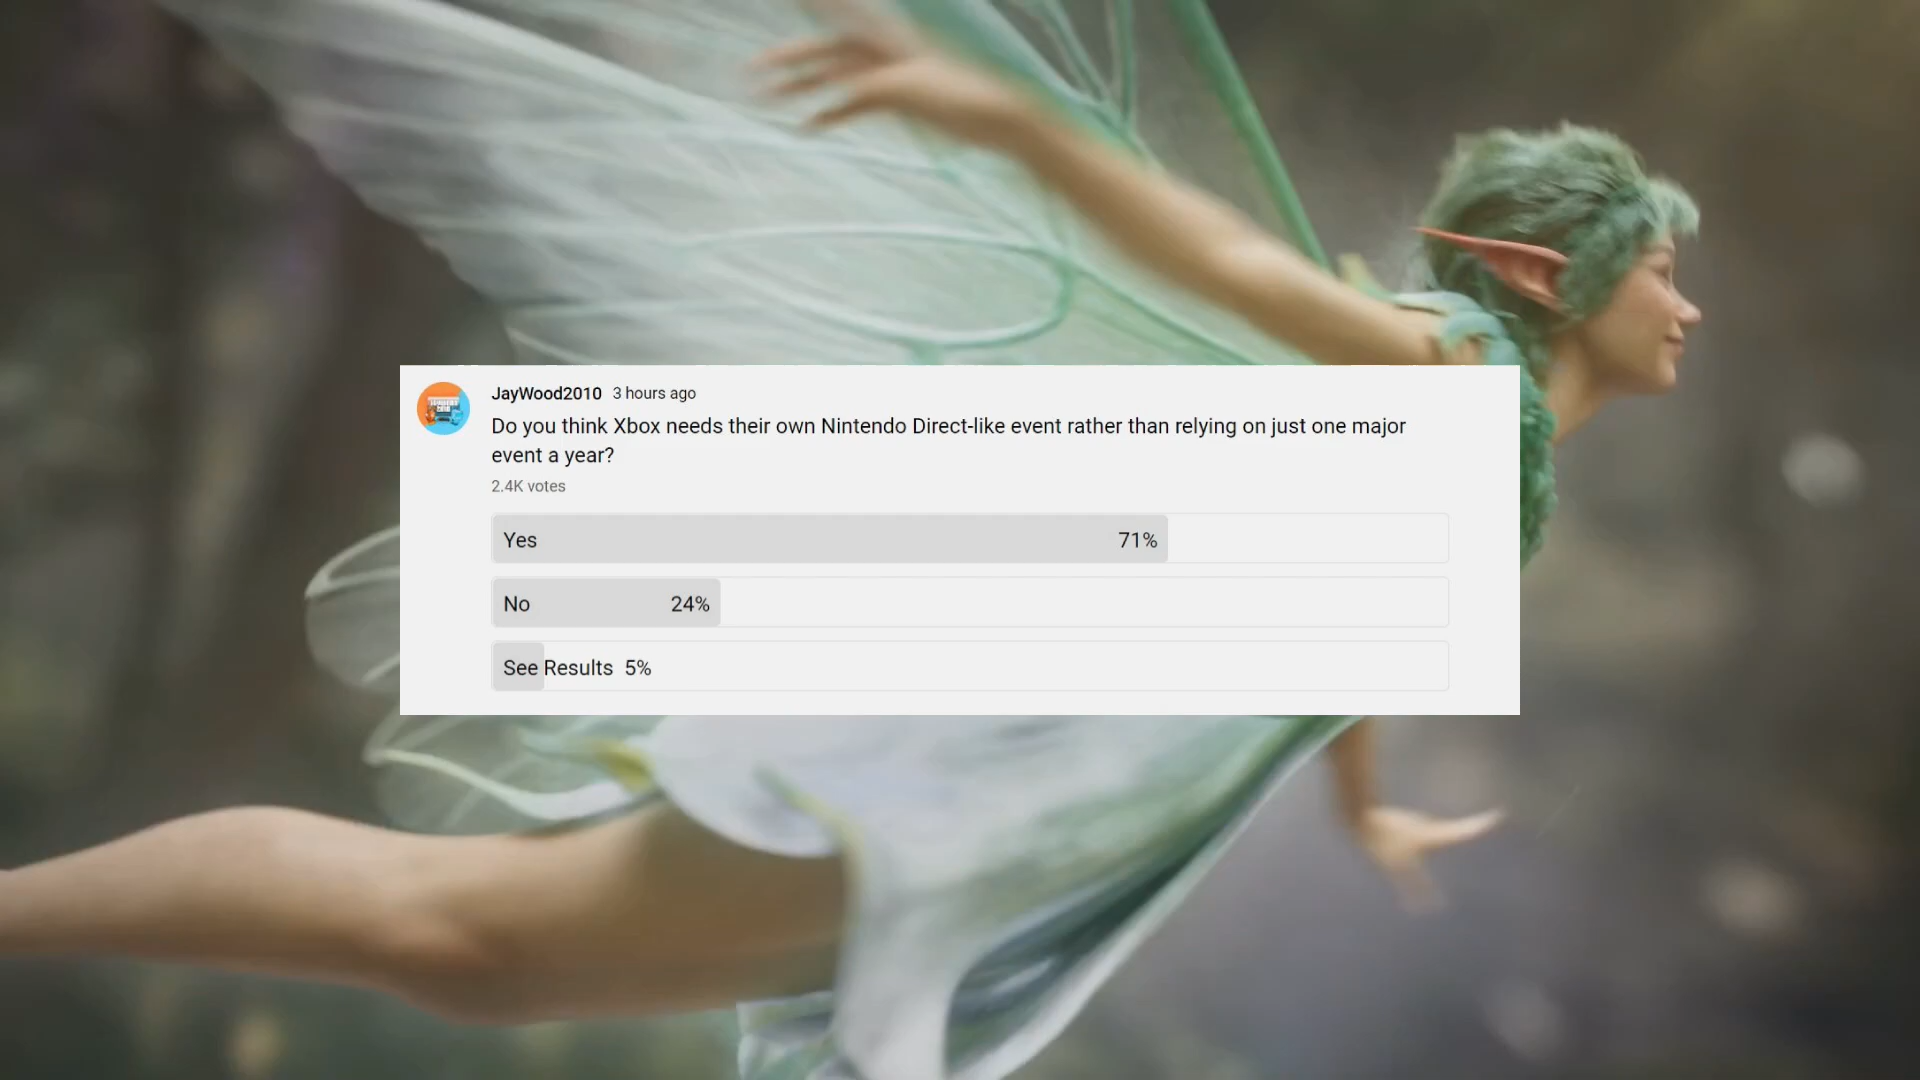 JayWood2010 3 hours ago
Do you think Xbox needs their own Nintendo Direct-like event rather than relying on just one major
event a year?
2.4K votes
Yes 71%
No 24%
See Results 5%